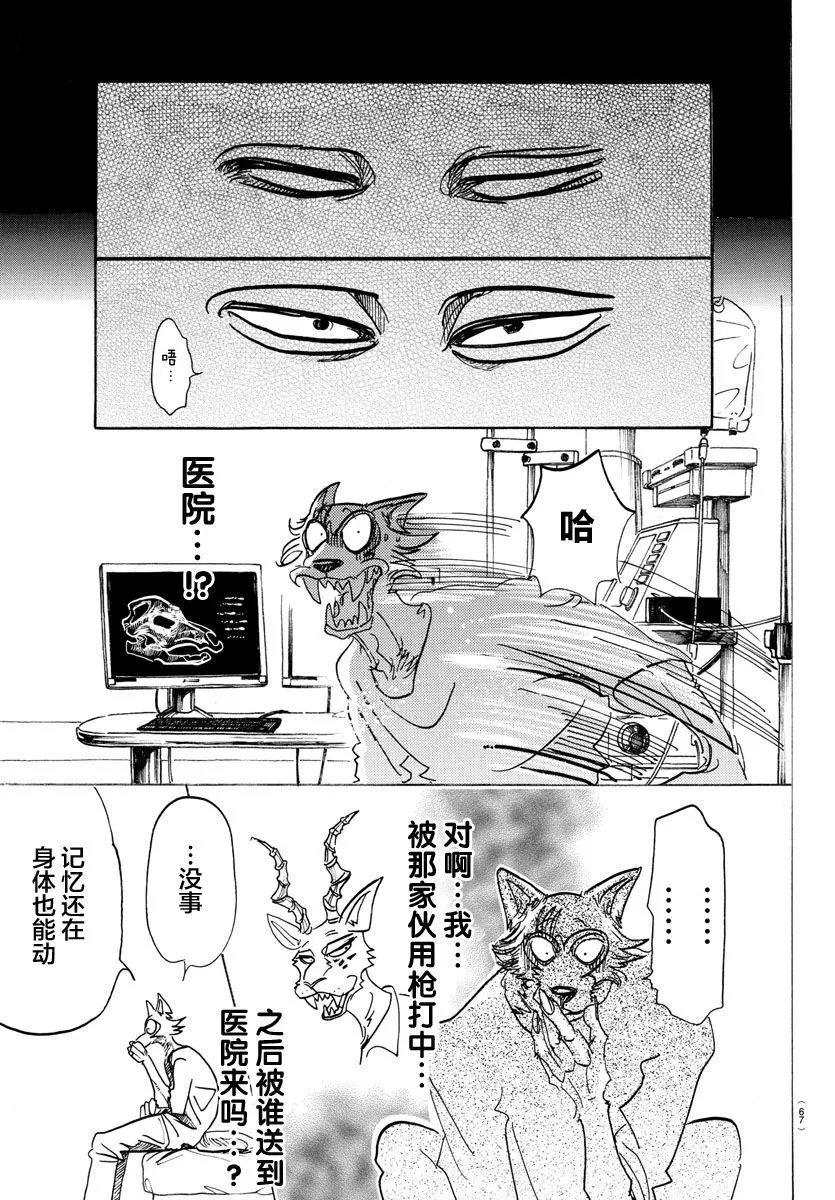 唔…
哈
医院…
!?
……
……
对啊…我…
被那家伙用枪打中…
之后被谁送到
医院来吗…?
…没事
记忆还在
身体也能动
(67)